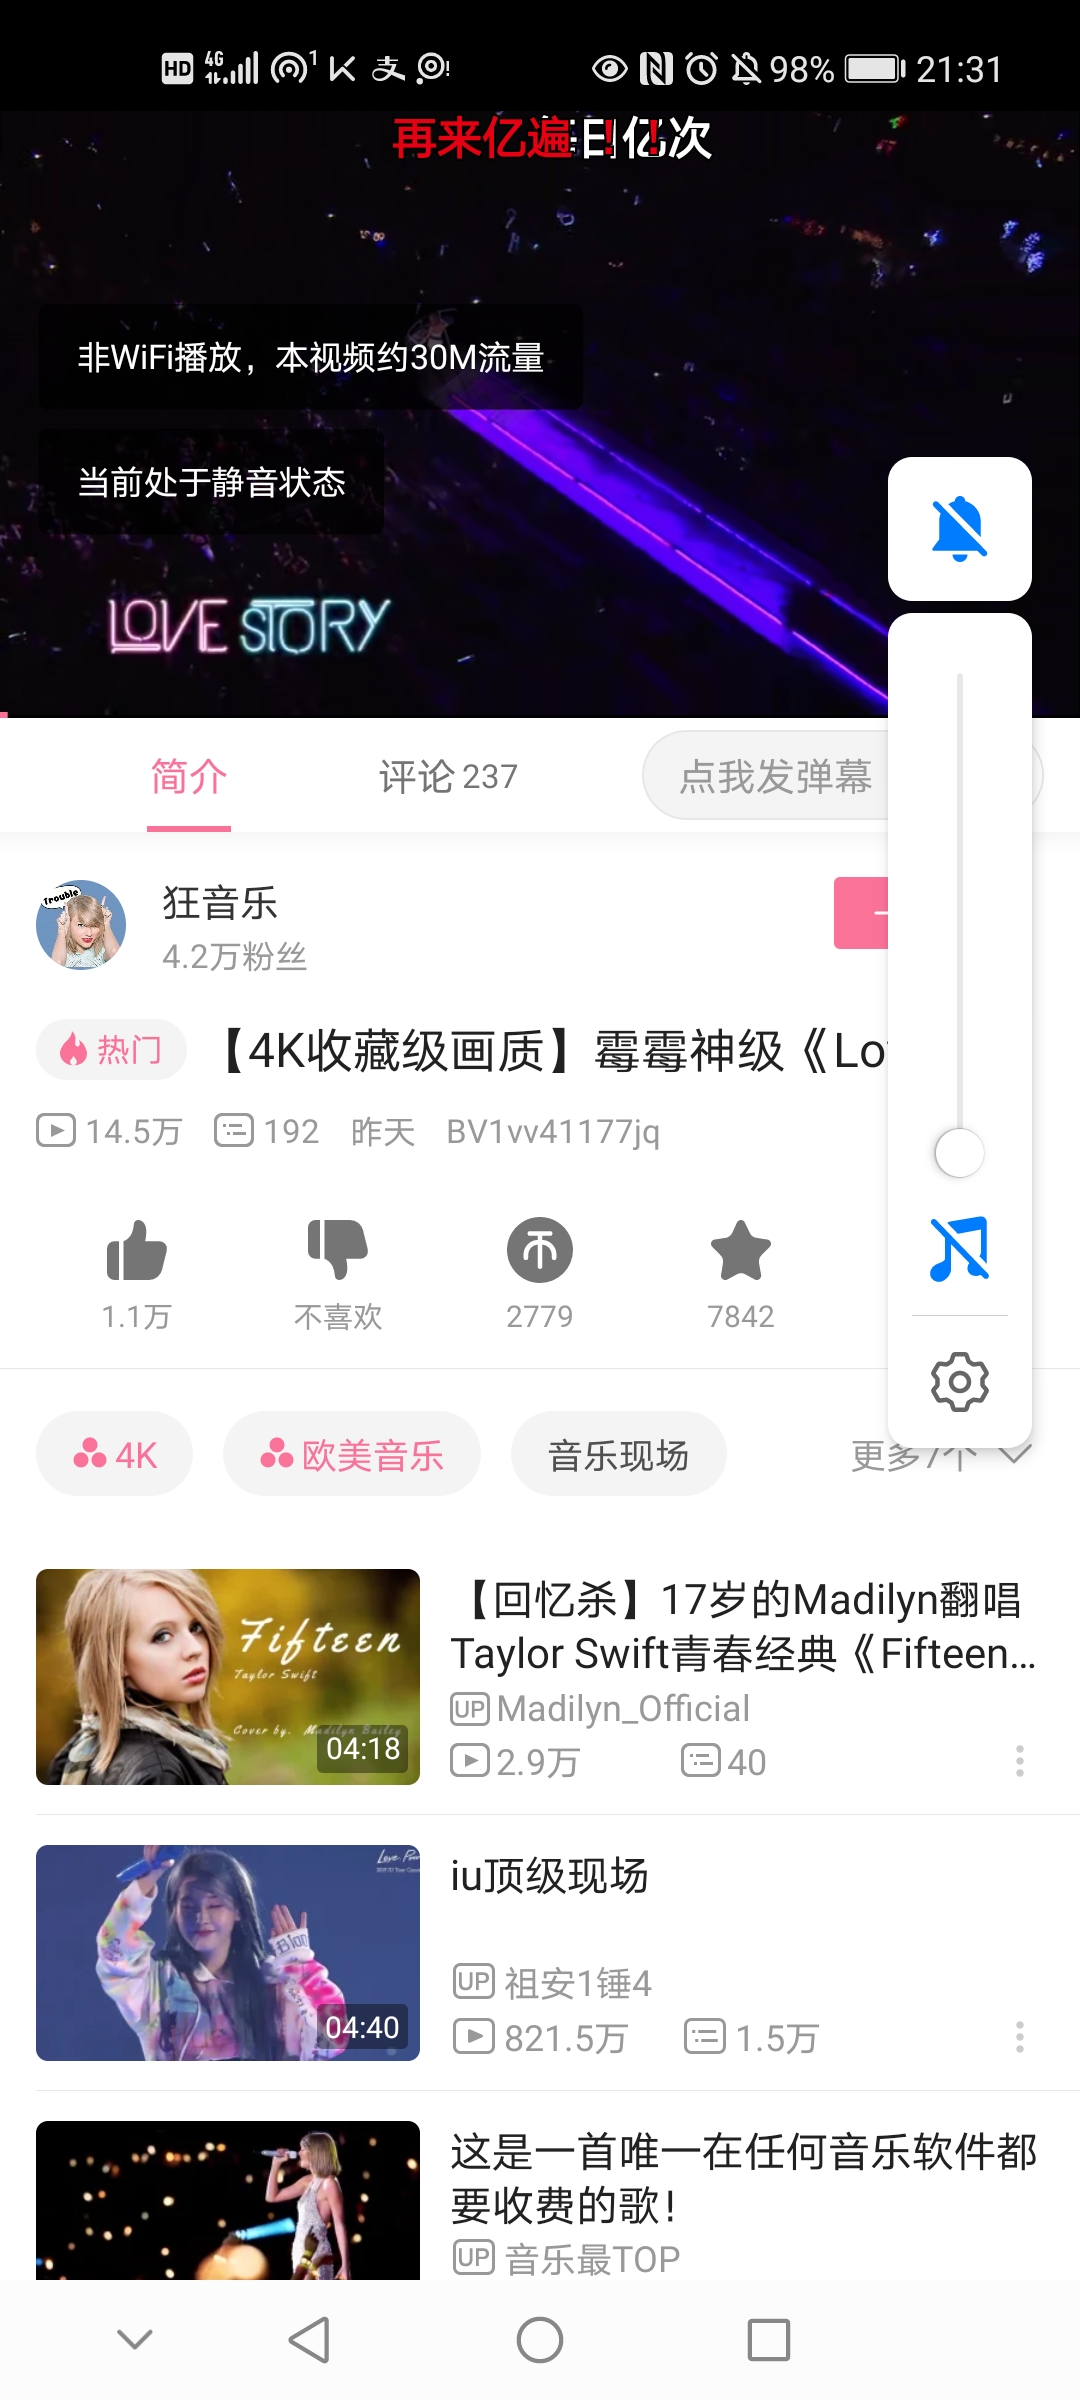 HD 4G 1 98% 21:31
再来亿遍！！
每日亿次
非WiFi播放，本视频约30M流量
当前处于静音状态
LOVE STORY
简介 评论 237 点我发弹幕
Trouble
狂音乐
4.2万粉丝
热门 【4K收藏级画质】霉霉神级《Lo
14.5万 192 昨天 BV1vv41177jq
1.1万 不喜欢 2779 7842
4K 欧美音乐 音乐现场 更多7个
Fifteen
Taylor Swift
Cover by. Madilyn Bailey
04:18
【回忆杀】17岁的Madilyn翻唱
Taylor Swift青春经典《Fifteen...
UP Madilyn_Official
2.9万 40
04:40
iu顶级现场
UP 祖安1锤4
821.5万 1.5万
这是一首唯一在任何音乐软件都
要收费的歌！
UP 音乐最TOP